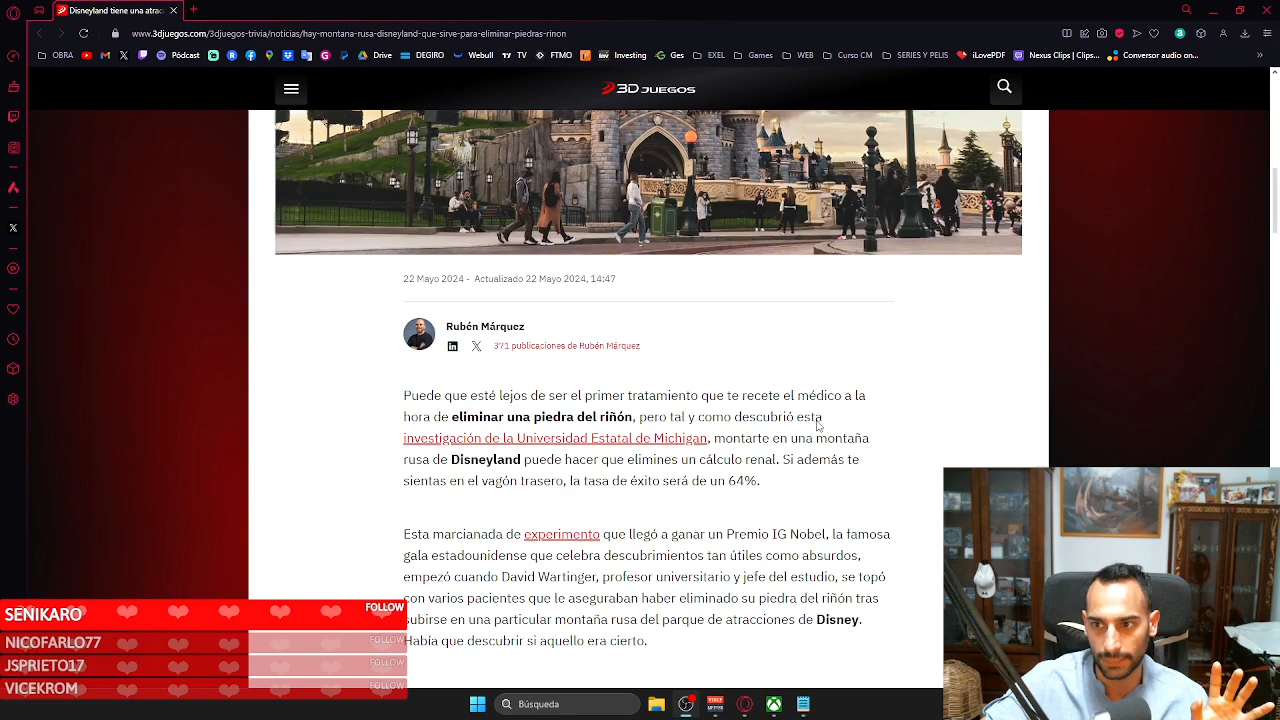 Disneyland tiene una atrac
www.3djuegos.com/3djuegos-trivia/noticias/hay-montana-rusa-disneyland-que-sirve-para-eliminar-piedras-rinon
OBRA Pódcast Drive DEGIRO Webull TV FTMO Investing Ges EXEL Games WEB Curso CM SERIES Y PELIS iLovePDF Nexus Clips | Clips... Conversor audio on...
3DJUEGOS
22 Mayo 2024 - Actualizado 22 Mayo 2024, 14:47
Rubén Márquez
371 publicaciones de Rubén Márquez
Puede que esté lejos de ser el primer tratamiento que te recete el médico a la
hora de eliminar una piedra del riñón, pero tal y como descubrió esta
investigación de la Universidad Estatal de Michigan, montarte en una montaña
rusa de Disneyland puede hacer que elimines un cálculo renal. Si además te
sientas en el vagón trasero, la tasa de éxito será de un 64%.
Esta marcianada de experimento que llegó a ganar un Premio IG Nobel, la famosa
gala estadounidense que celebra descubrimientos tan útiles como absurdos,
empezó cuando David Wartinger, profesor universitario y jefe del estudio, se topó
con varios pacientes que le aseguraban haber eliminado su piedra del riñón tras
subirse en una particular montaña rusa del parque de atracciones de Disney.
Había que descubrir si aquello era cierto.
SENIKARO FOLLOW
NICOFARLO77 FOLLOW
JSPRIETO17 FOLLOW
VICEKROM FOLLOW
Búsqueda